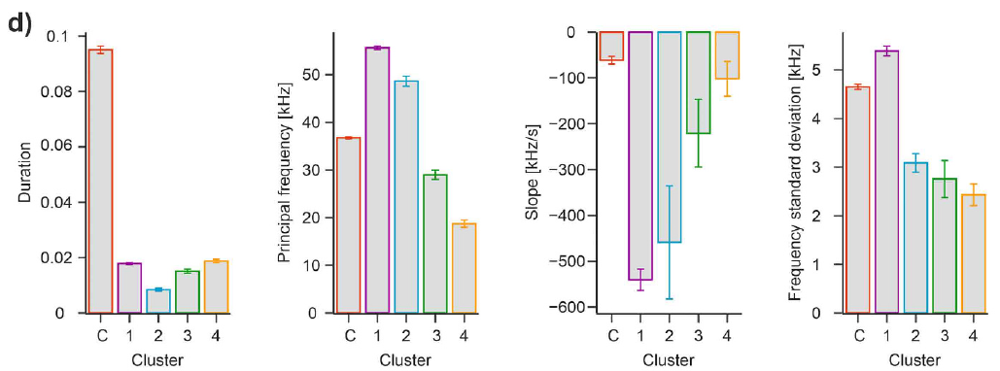 d)
Duration
0.1
0.08
0.06
0.04
0.02
0
C 1 2 3 4
Cluster
Principal frequency [kHz]
50
40
30
20
10
0
C 1 2 3 4
Cluster
Slope [kHz/s]
0
−100
−200
−300
−400
−500
−600
C 1 2 3 4
Cluster
Frequency standard deviation [kHz]
5
4
3
2
1
0
C 1 2 3 4
Cluster